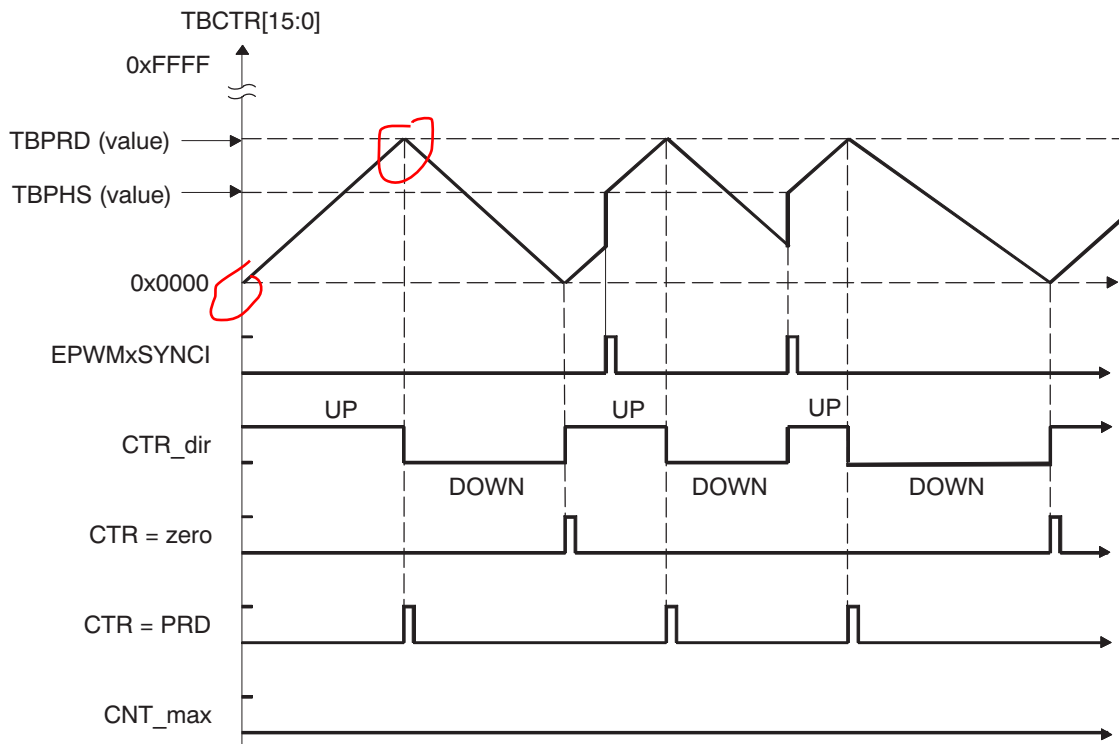 TBCTR[15:0]
0xFFFF
TBPRD (value)
TBPHS (value)
0x0000
EPWMxSYNCI
UP
UP
UP
CTR_dir
DOWN
DOWN
DOWN
CTR = zero
CTR = PRD
CNT_max